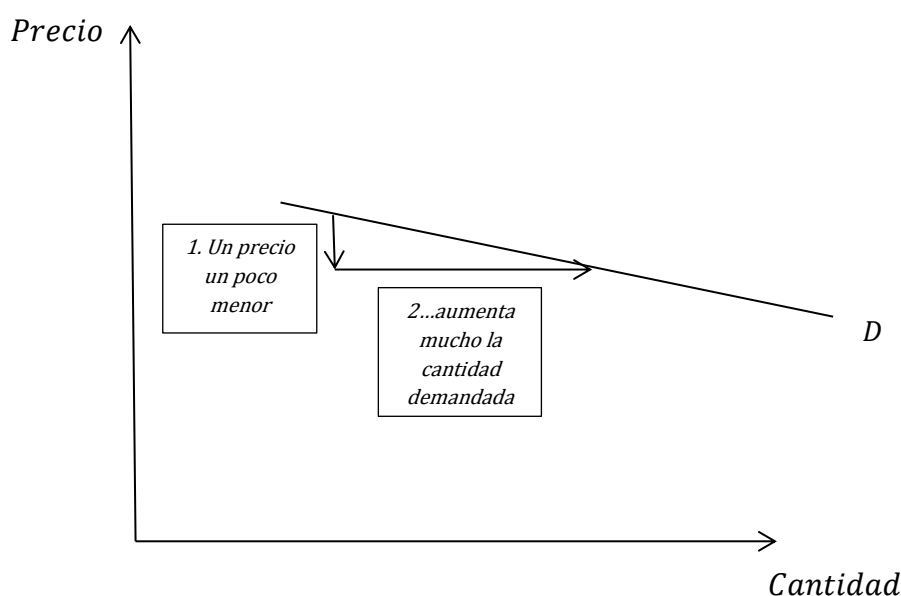 Precio
1. Un precio
un poco
menor
2...aumenta
mucho la
cantidad
demandada
D
Cantidad